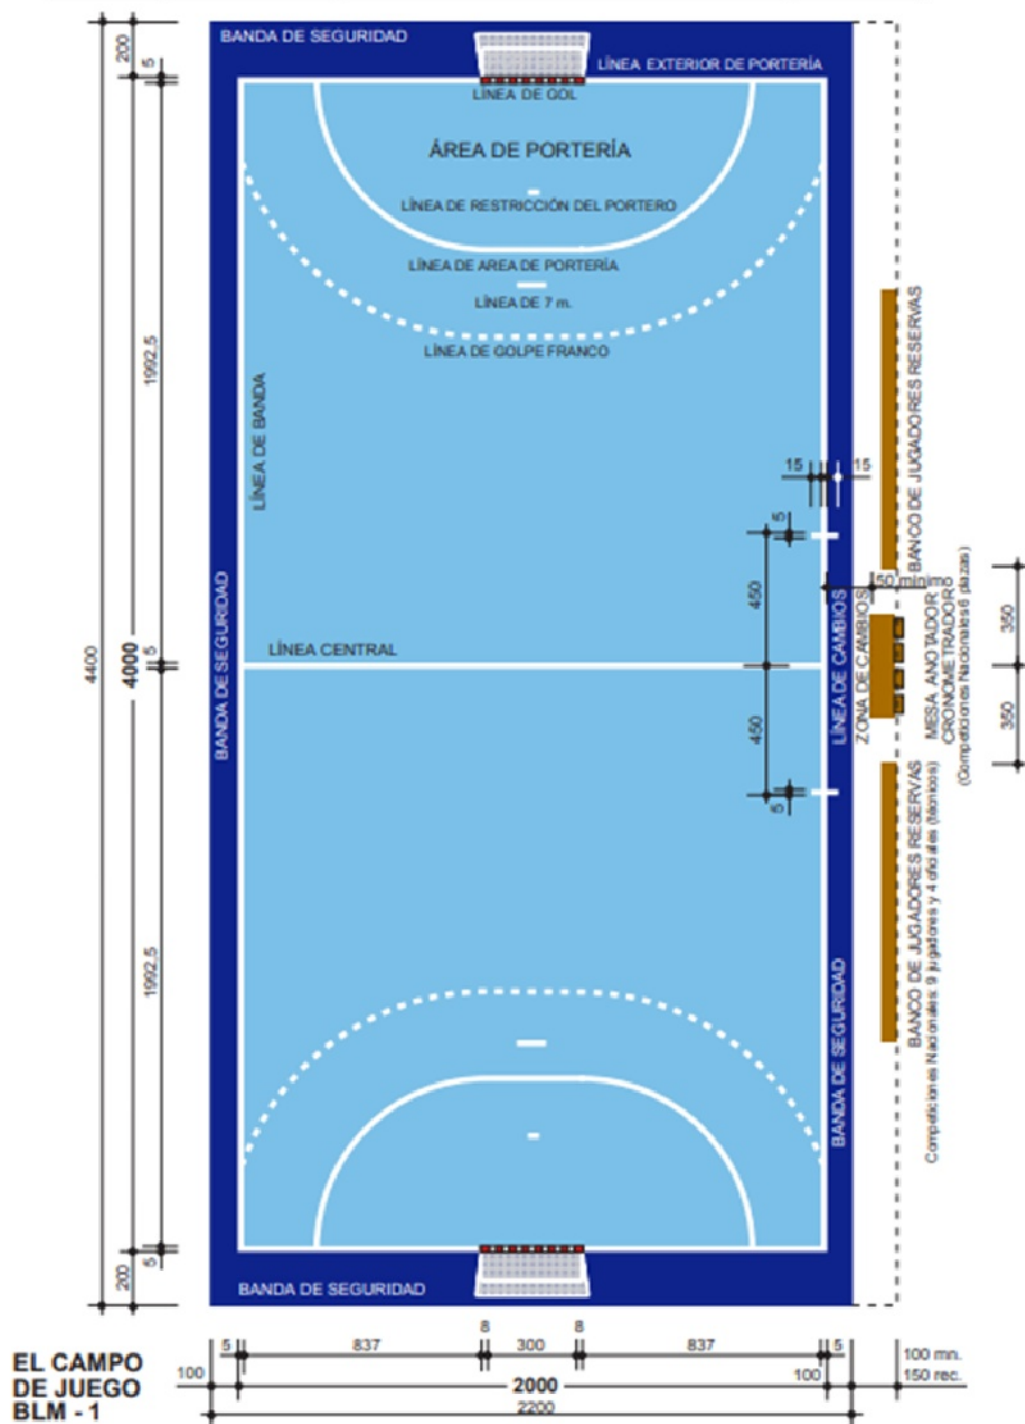 BANDA DE SEGURIDAD
LÍNEA EXTERIOR DE PORTERÍA
LÍNEA DE GOL
ÁREA DE PORTERÍA
LÍNEA DE RESTRICCIÓN DEL PORTERO
LÍNEA DE AREA DE PORTERÍA
LÍNEA DE 7 m.
LÍNEA DE GOLPE FRANCO
LÍNEA DE BANDA
BANDA DE SEGURIDAD
LÍNEA CENTRAL
200
5
1992,5
4400
4000
5
1992,5
5
200
15
15
5
450
450
5
50 mínimo
350
350
BANCO DE JUGADORES RESERVAS
LÍNEA DE CAMBIOS
ZONA DE CAMBIOS
MESA ANOTADOR
CRONOMETRADOR
(Competiciones Nacionales 6 plazas)
BANCO DE JUGADORES RESERVAS
Competiciones Nacionales: 9 jugadores y 4 oficiales (técnicos)
BANDA DE SEGURIDAD
BANDA DE SEGURIDAD
5
837
8
300
8
837
5
100
2000
100
100 mn.
150 rec.
2200
EL CAMPO
DE JUEGO
BLM - 1